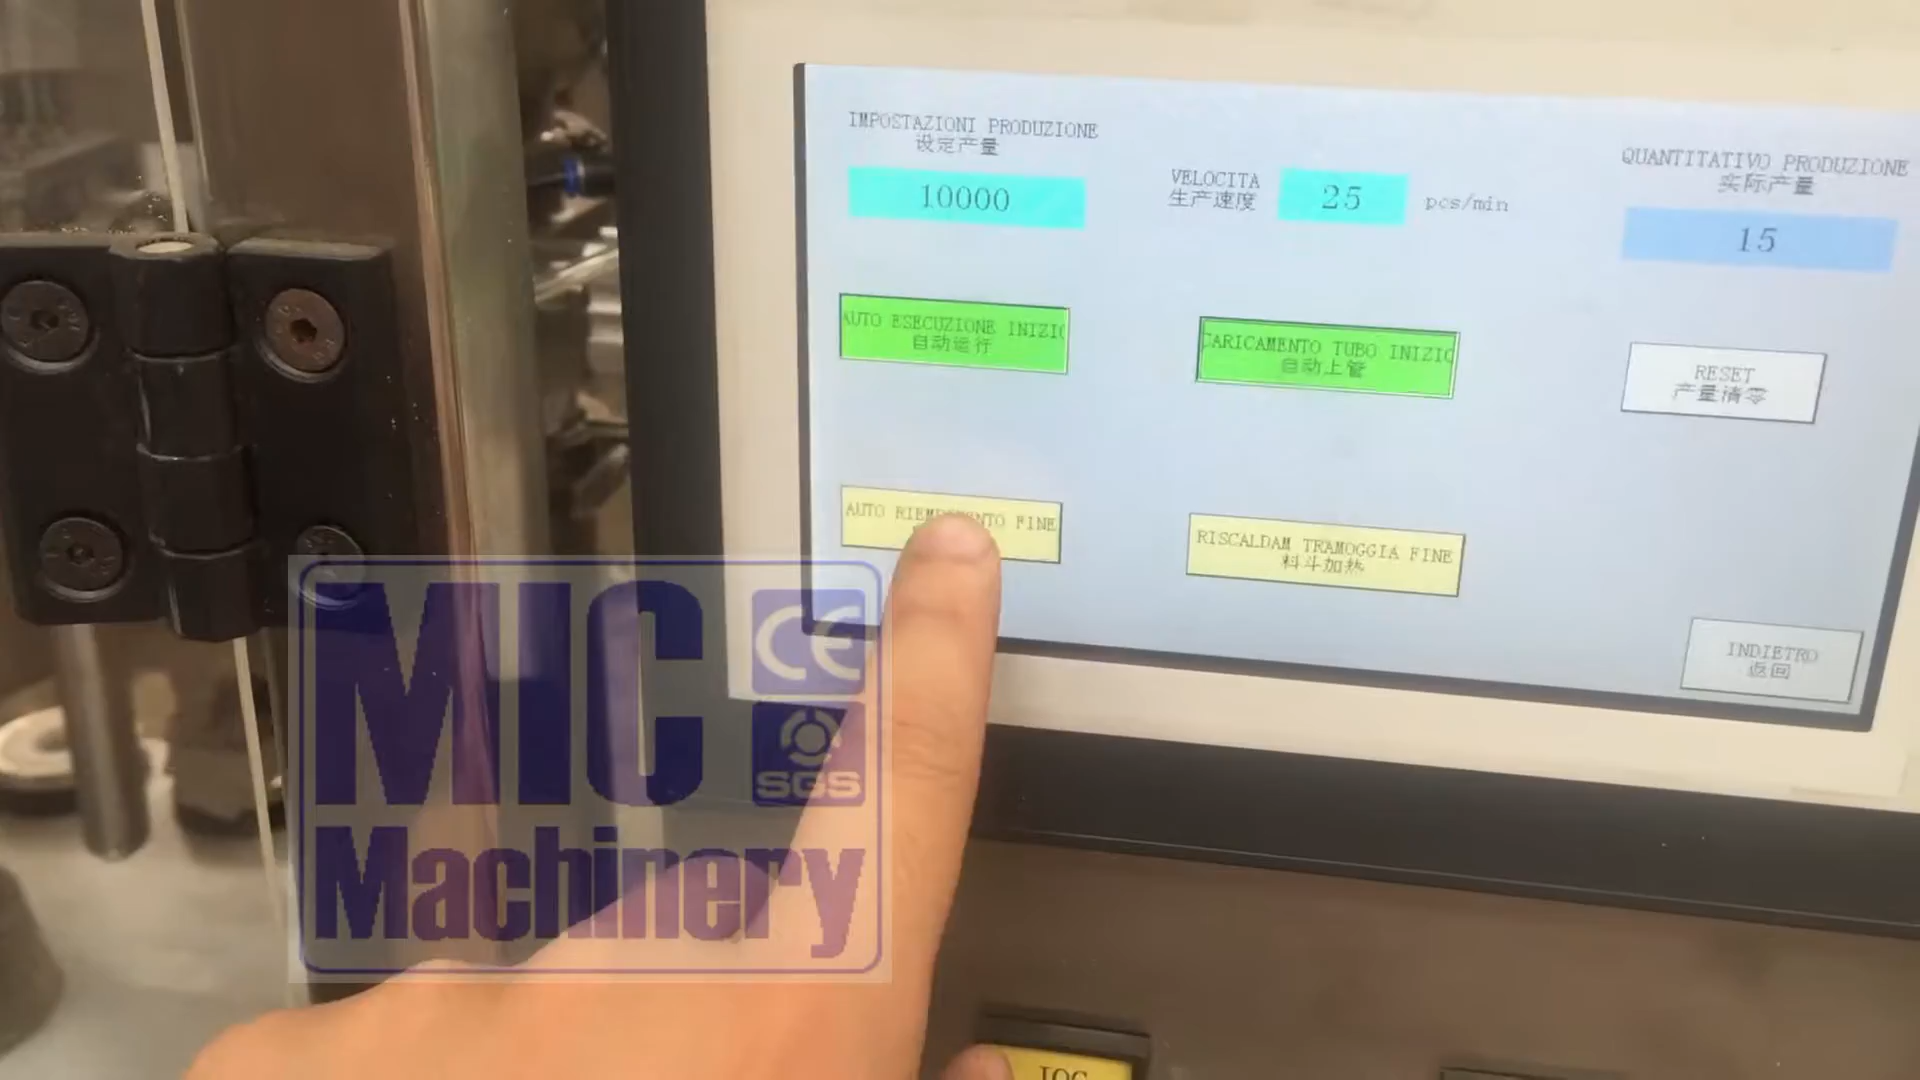 IMPOSTAZIONI PRODUZIONE
设定产量
10000
VELOCITA
生产速度
25
pcs/min
QUANTITATIVO PRODUZIONE
实际产量
15
AUTO ESECUZIONE INIZIO
自动运行
CARICAMENTO TUBO INIZIO
自动上管
RESET
产量清零
AUTO FINE
RISCALDAM TRAMOGGIA FINE
料斗加热
INDIETRO
返回
MIC
CE
SGS
Machinery
JOG